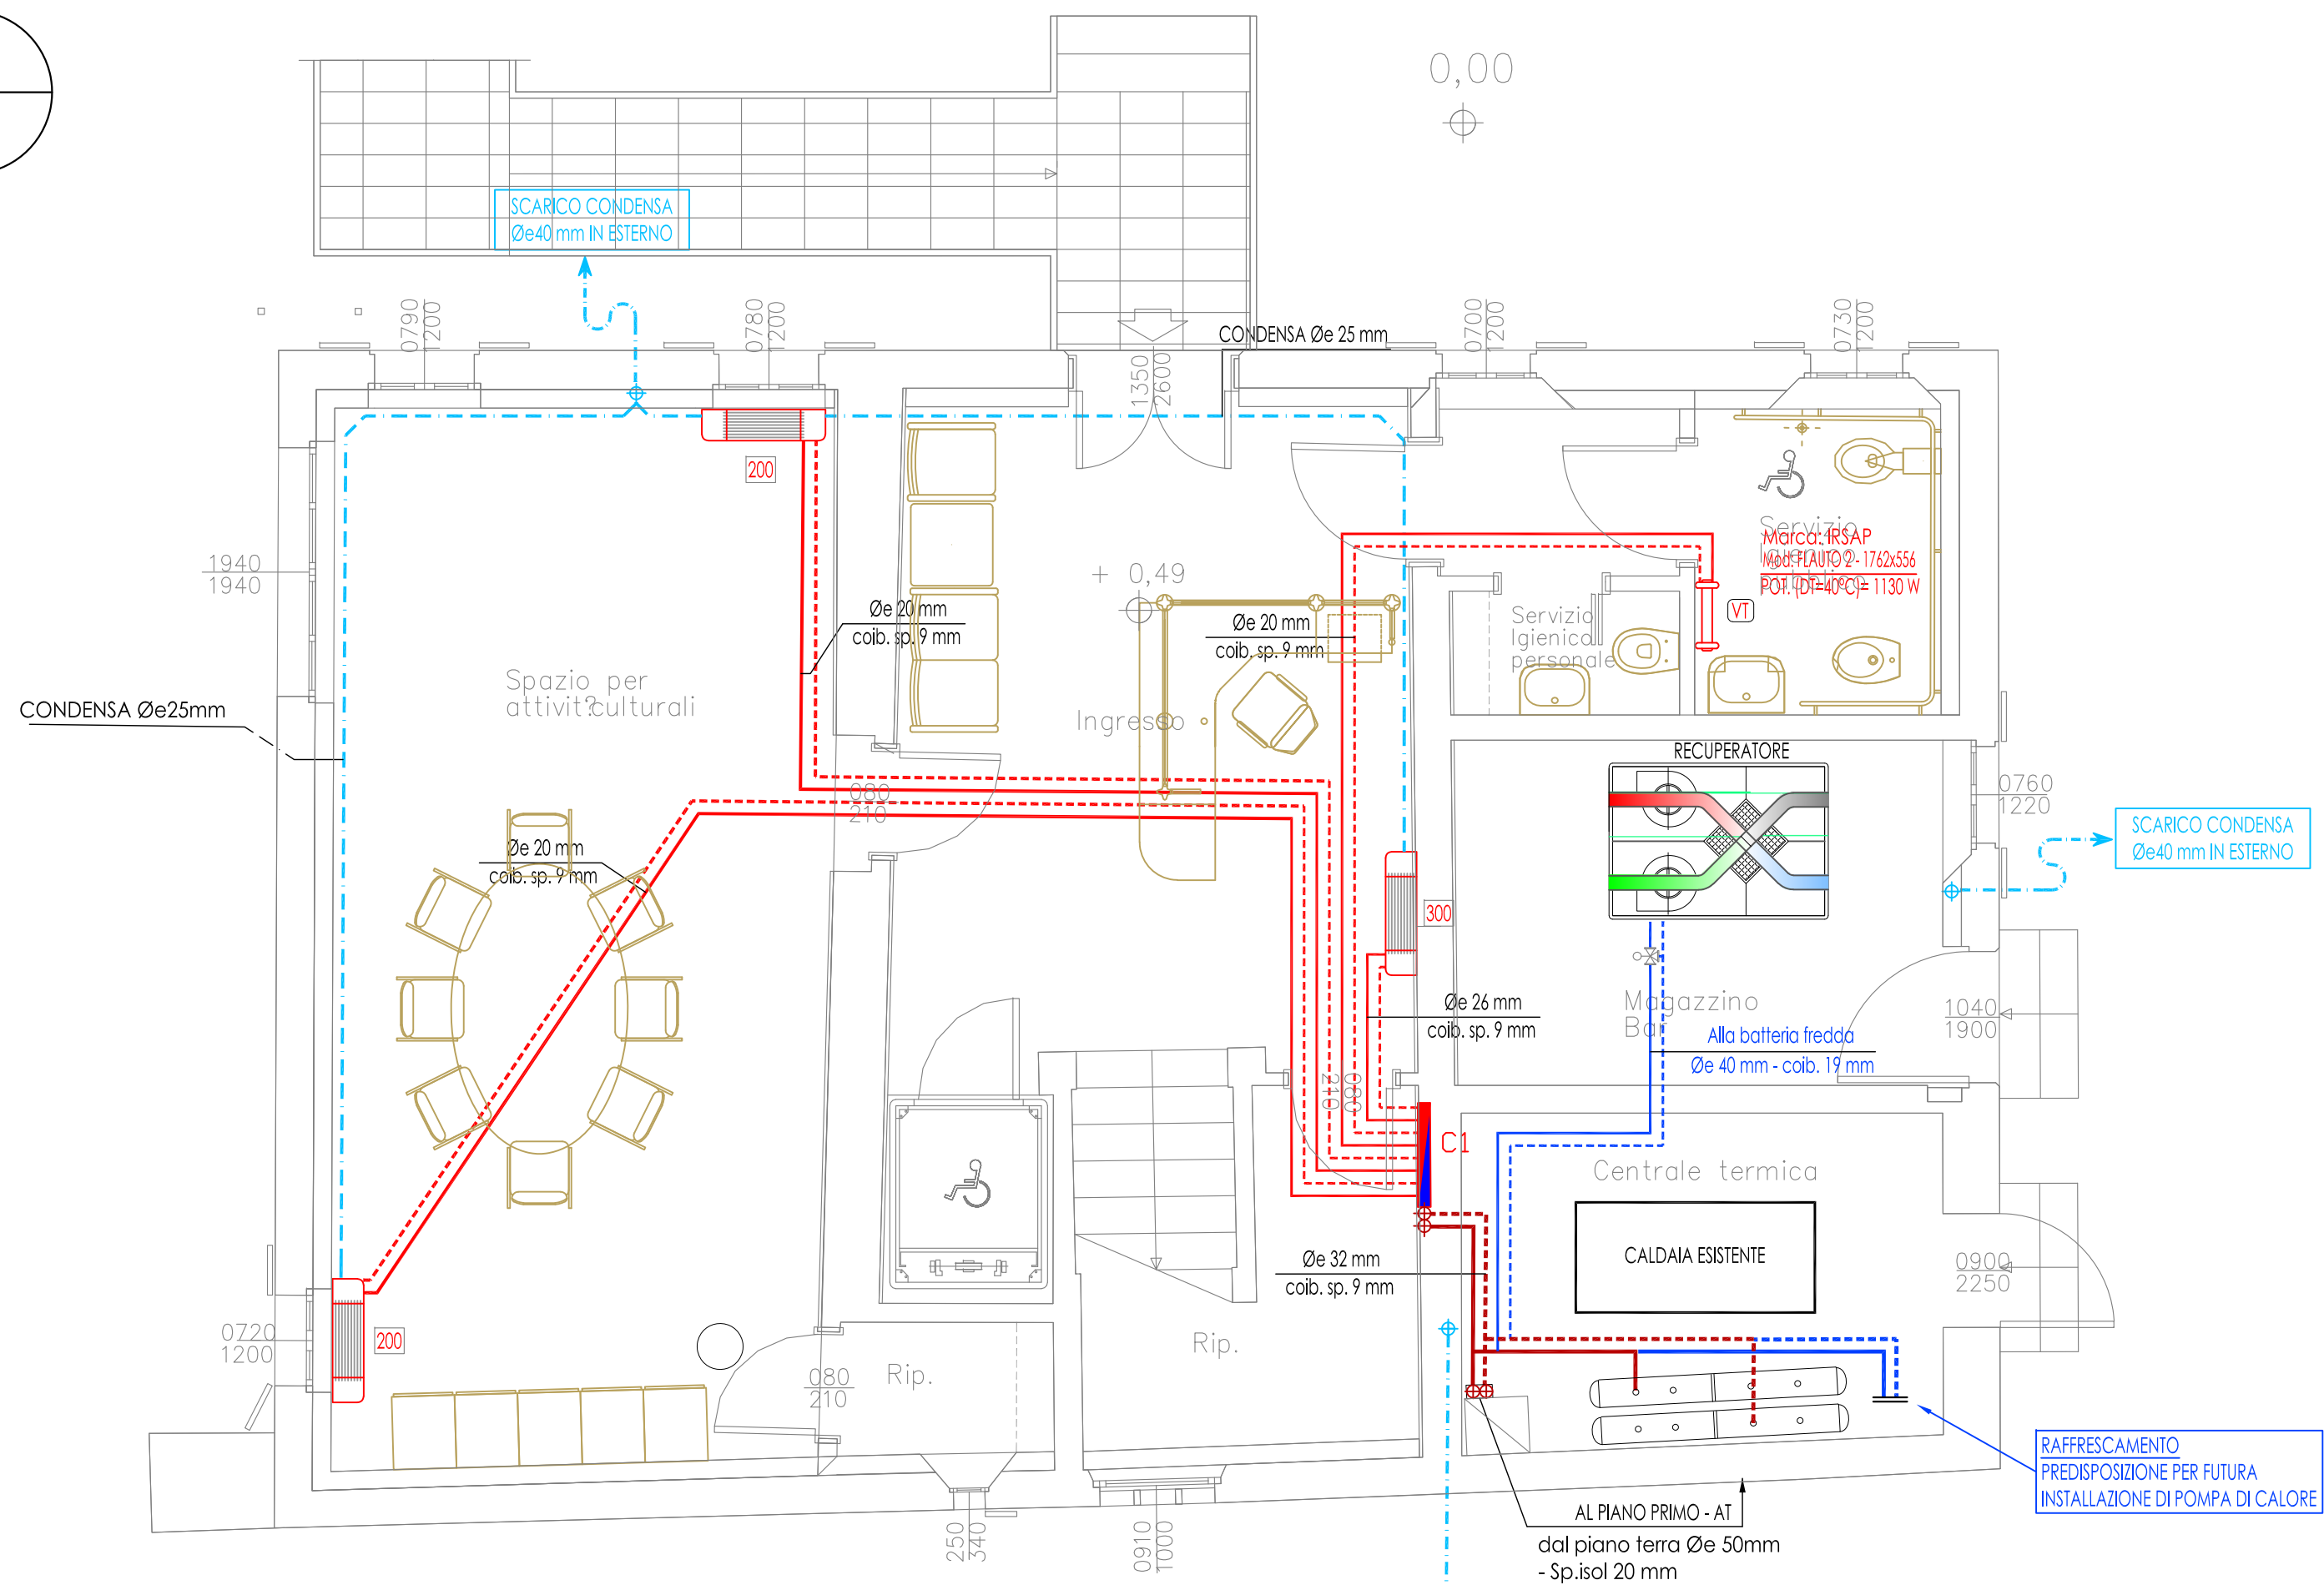 0,00
SCARICO CONDENSA
Øe40 mm IN ESTERNO
0790
1200
0780
1200
CONDENSA Øe 25 mm
1350
2600
0700
1200
0730
1200
200
1940
1940
+ 0,49
Øe 20 mm
coib. sp. 9 mm
Øe 20 mm
coib. sp. 9 mm
Servizio
Igienico
pubblico
Marca: IRSAP
Mod: FLAUTO 2 - 1762x556
POT. (DT=40°C)= 1130 W
VT
Servizio
Igienico
personale
Spazio per
attivit?culturali
CONDENSA Øe25mm
Ingresso
RECUPERATORE
0760
1220
080
210
SCARICO CONDENSA
Øe40 mm IN ESTERNO
Øe 20 mm
coib. sp. 9 mm
300
Øe 26 mm
coib. sp. 9 mm
Magazzino
Bar
1040
1900
Alla batteria fredda
Øe 40 mm - coib. 19 mm
080
210
C1
Centrale termica
CALDAIA ESISTENTE
Øe 32 mm
coib. sp. 9 mm
0900
2250
0720
1200
200
Rip.
Rip.
080
210
RAFFRESCAMENTO
PREDISPOSIZIONE PER FUTURA
INSTALLAZIONE DI POMPA DI CALORE
AL PIANO PRIMO - AT
dal piano terra Øe 50mm
- Sp.isol 20 mm
250
340
0910
1000